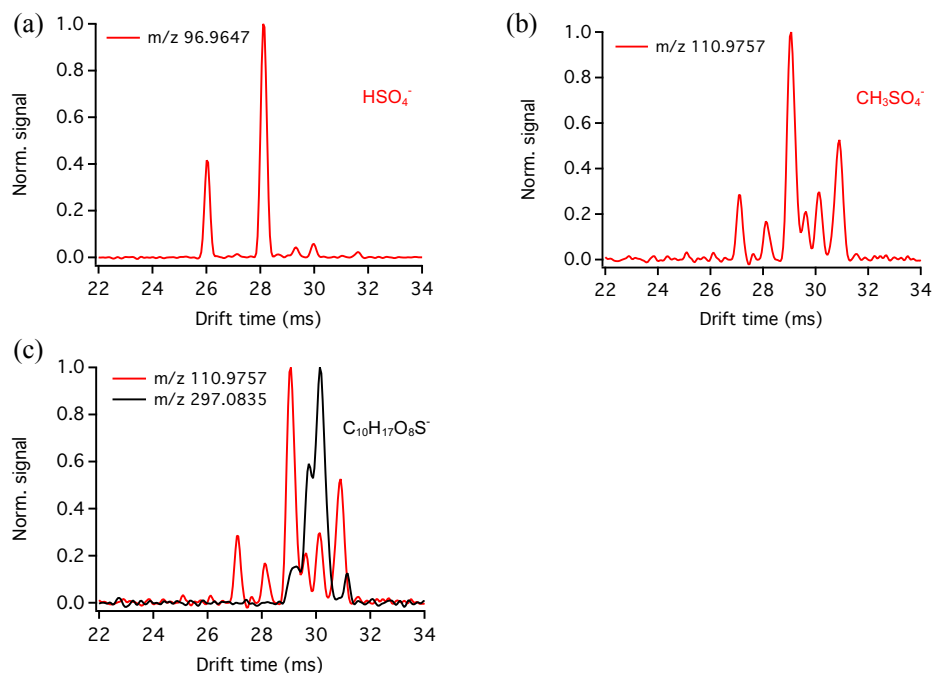 (a)
1.0
0.8
0.6
0.4
0.2
0.0
Norm. signal
m/z 96.9647
HSO₄⁻
22 24 26 28 30 32 34
Drift time (ms)
(b)
1.0
0.8
0.6
0.4
0.2
0.0
Norm. signal
m/z 110.9757
CH₃SO₄⁻
22 24 26 28 30 32 34
Drift time (ms)
(c)
1.0
0.8
0.6
0.4
0.2
0.0
Norm. signal
m/z 110.9757
m/z 297.0835
C₁₀H₁₇O₈S⁻
22 24 26 28 30 32 34
Drift time (ms)